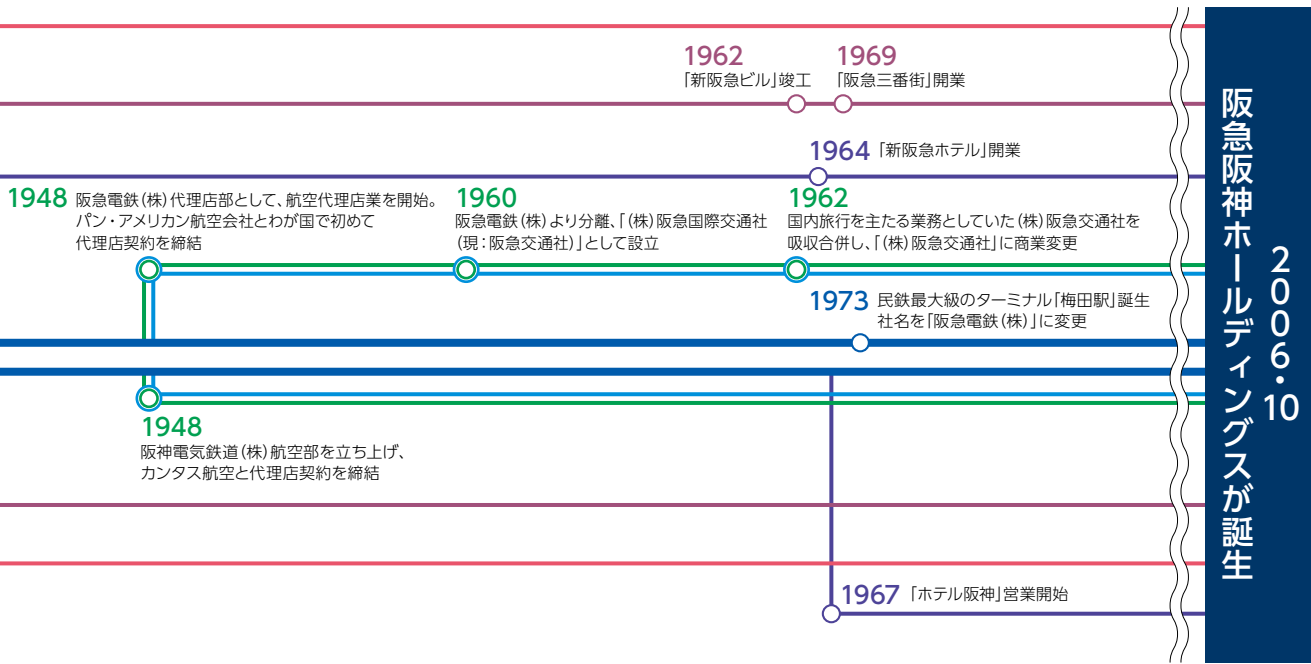 1962
「新阪急ビル」竣工
1969
「阪急三番街」開業
1964 「新阪急ホテル」開業
1948 阪急電鉄(株)代理店部として、航空代理店業を開始。
パン・アメリカン航空会社とわが国で初めて
代理店契約を締結
1960
阪急電鉄(株)より分離、「(株)阪急国際交通社
(現:阪急交通社)」として設立
1962
国内旅行を主たる業務としていた(株)阪急交通社を
吸収合併し、「(株)阪急交通社」に商業変更
1973 民鉄最大級のターミナル「梅田駅」誕生
社名を「阪急電鉄(株)」に変更
1948
阪神電気鉄道(株)航空部を立ち上げ、
カンタス航空と代理店契約を締結
1967 「ホテル阪神」営業開始
2006・10
阪急阪神ホールディングスが誕生